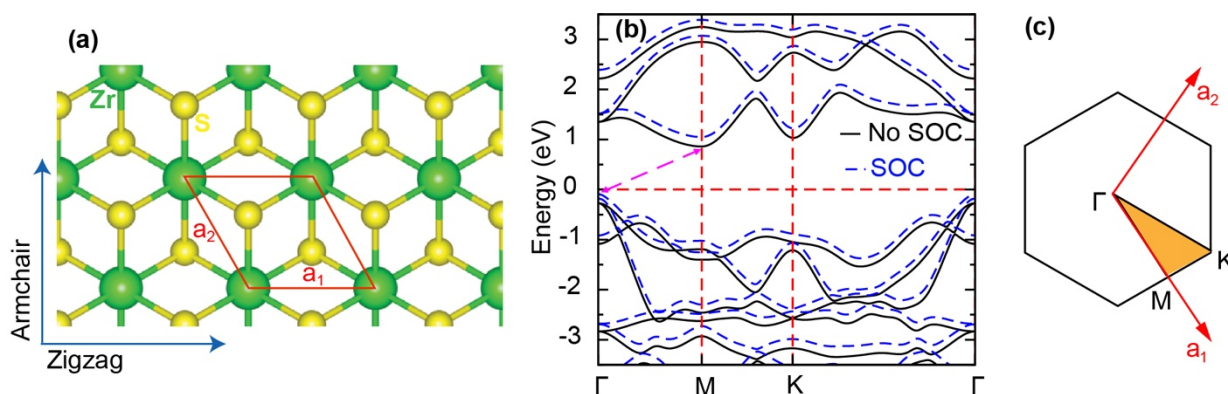 (a)
Zr
S
a2
a1
Armchair
Zigzag
(b)
Energy (eV)
3
2
1
0
-1
-2
-3
No SOC
SOC
Γ
M
K
Γ
(c)
a2
Γ
K
M
a1